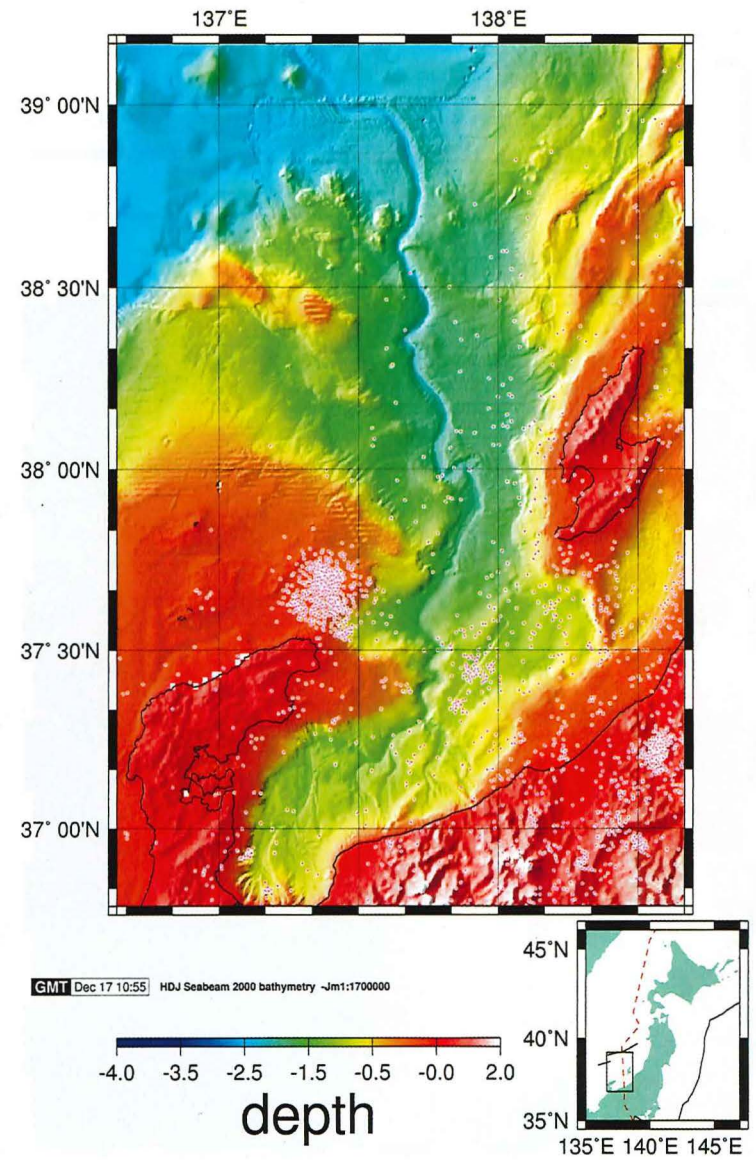 137°E 138°E
39° 00'N
38° 30'N
38° 00'N
37° 30'N
37° 00'N
GMT Dec 17 10:55 HDJ Seabeam 2000 bathymetry -Jm1:1700000
-4.0 -3.5 -2.5 -1.5 -0.5 -0.0 2.0
depth
45°N
40°N
35°N
135°E 140°E 145°E